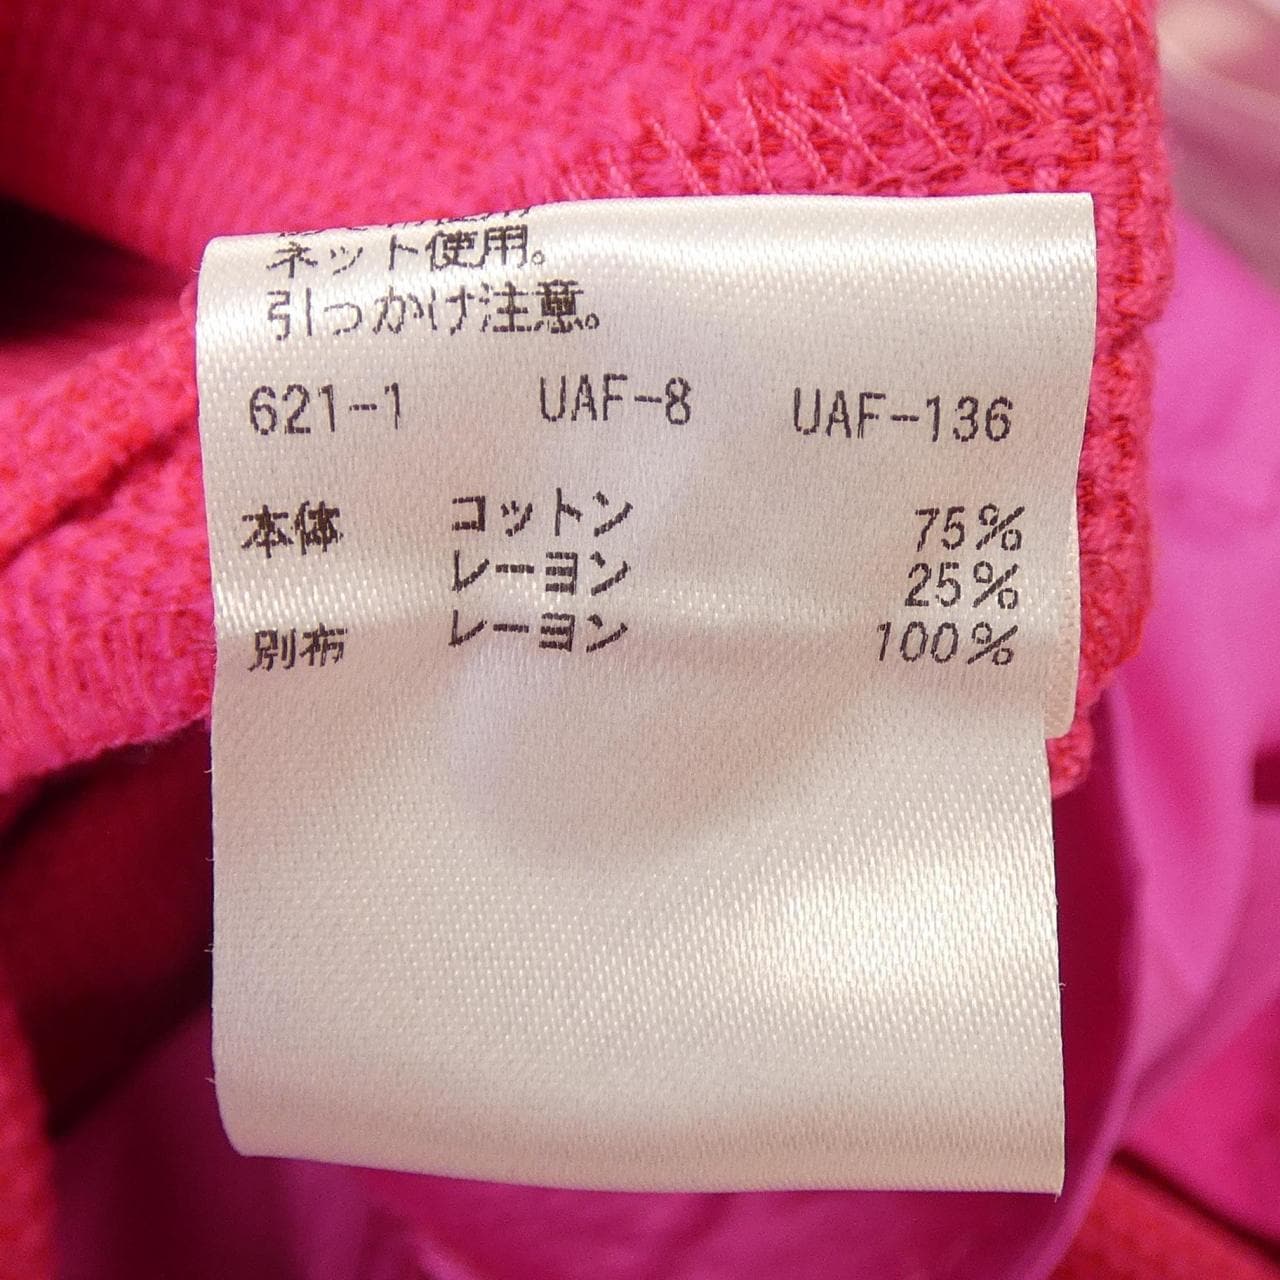 ネット使用。
引っかけ注意。
621-1 UAF-8 UAF-136
本体 コットン 75%
レーヨン 25%
別布 レーヨン 100%